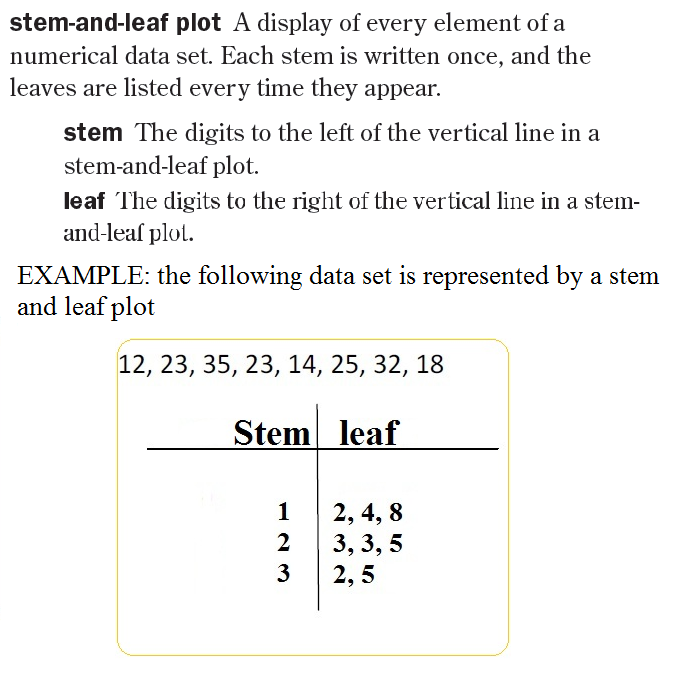 stem-and-leaf plot A display of every element of a
numerical data set. Each stem is written once, and the
leaves are listed every time they appear.
stem The digits to the left of the vertical line in a
stem-and-leaf plot.
leaf The digits to the right of the vertical line in a stem-
and-leaf plot.
EXAMPLE: the following data set is represented by a stem
and leaf plot
12, 23, 35, 23, 14, 25, 32, 18
Stem leaf
1 2, 4, 8
2 3, 3, 5
3 2, 5